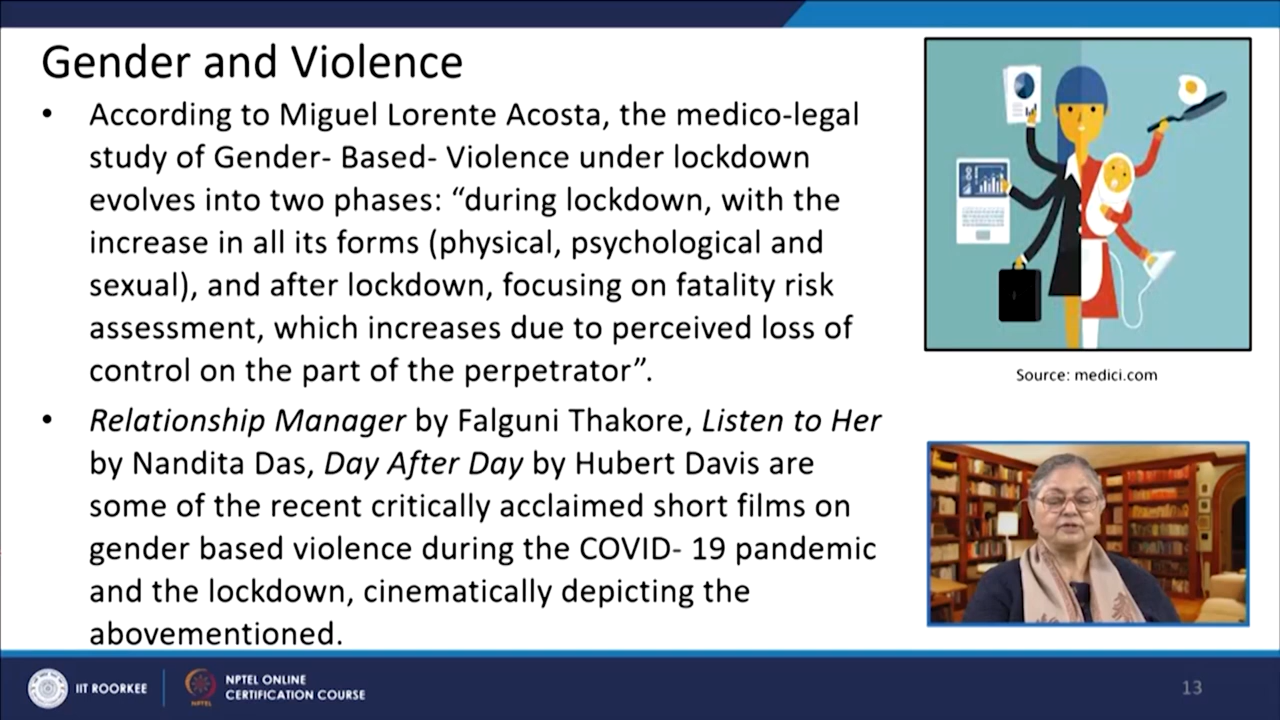 Gender and Violence
• According to Miguel Lorente Acosta, the medico-legal
study of Gender- Based- Violence under lockdown
evolves into two phases: “during lockdown, with the
increase in all its forms (physical, psychological and
sexual), and after lockdown, focusing on fatality risk
assessment, which increases due to perceived loss of
control on the part of the perpetrator”.
• Relationship Manager by Falguni Thakore, Listen to Her
by Nandita Das, Day After Day by Hubert Davis are
some of the recent critically acclaimed short films on
gender based violence during the COVID- 19 pandemic
and the lockdown, cinematically depicting the
abovementioned.
Source: medici.com
IIT ROORKEE
NPTEL
NPTEL ONLINE
CERTIFICATION COURSE
13